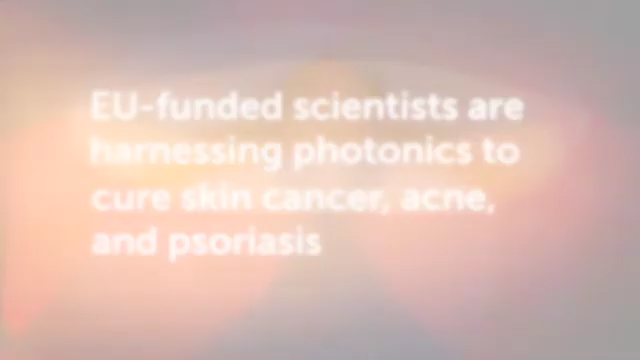 EU-funded scientists are
harnessing photonics to
cure skin cancer, acne,
and psoriasis